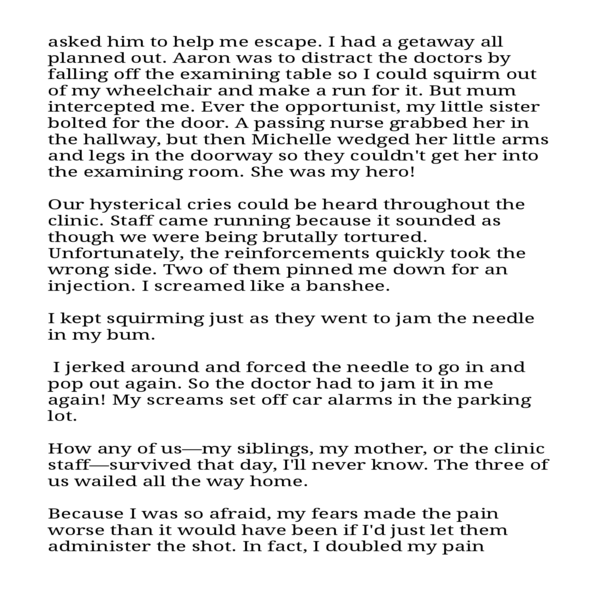 asked him to help me escape. I had a getaway all
planned out. Aaron was to distract the doctors by
falling off the examining table so I could squirm out
of my wheelchair and make a run for it. But mum
intercepted me. Ever the opportunist, my little sister
bolted for the door. A passing nurse grabbed her in
the hallway, but then Michelle wedged her little arms
and legs in the doorway so they couldn't get her into
the examining room. She was my hero!
Our hysterical cries could be heard throughout the
clinic. Staff came running because it sounded as
though we were being brutally tortured.
Unfortunately, the reinforcements quickly took the
wrong side. Two of them pinned me down for an
injection. I screamed like a banshee.
I kept squirming just as they went to jam the needle
in my bum.
I jerked around and forced the needle to go in and
pop out again. So the doctor had to jam it in me
again! My screams set off car alarms in the parking
lot.
How any of us—my siblings, my mother, or the clinic
staff—survived that day, I'll never know. The three of
us wailed all the way home.
Because I was so afraid, my fears made the pain
worse than it would have been if I'd just let them
administer the shot. In fact, I doubled my pain